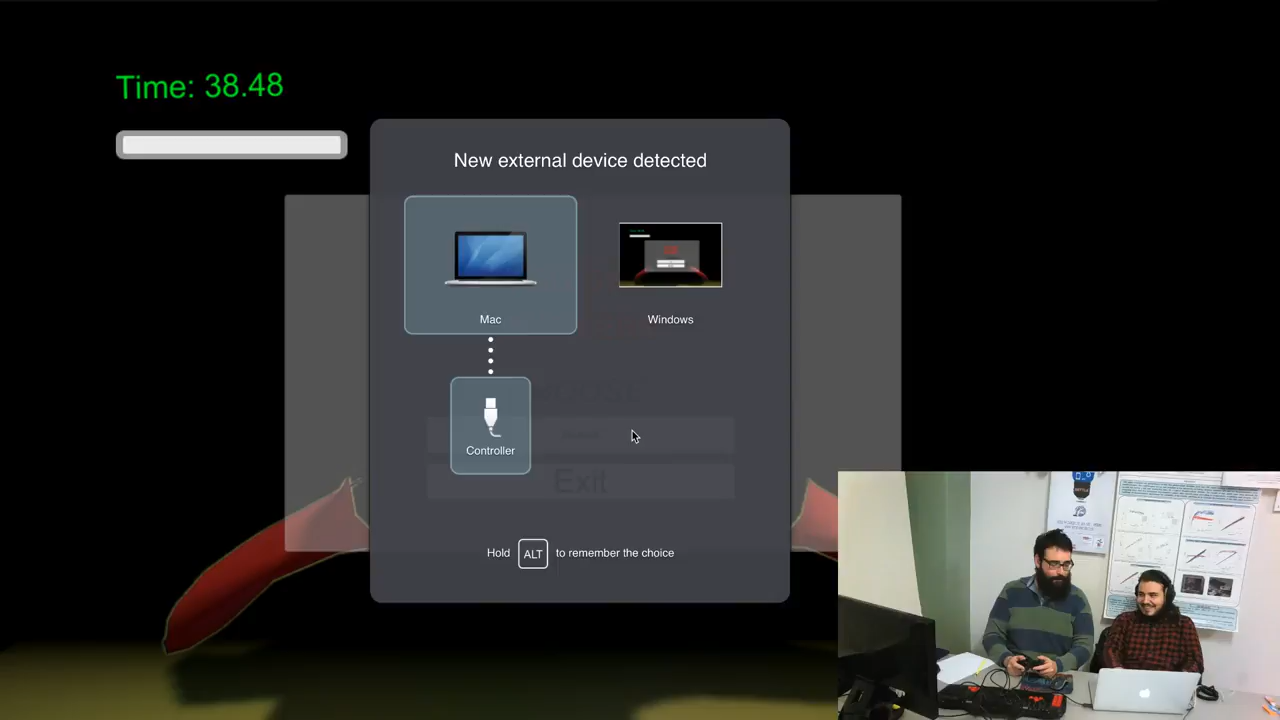 Time: 38.48
New external device detected
Mac
Windows
Controller
Exit
Hold ALT to remember the choice